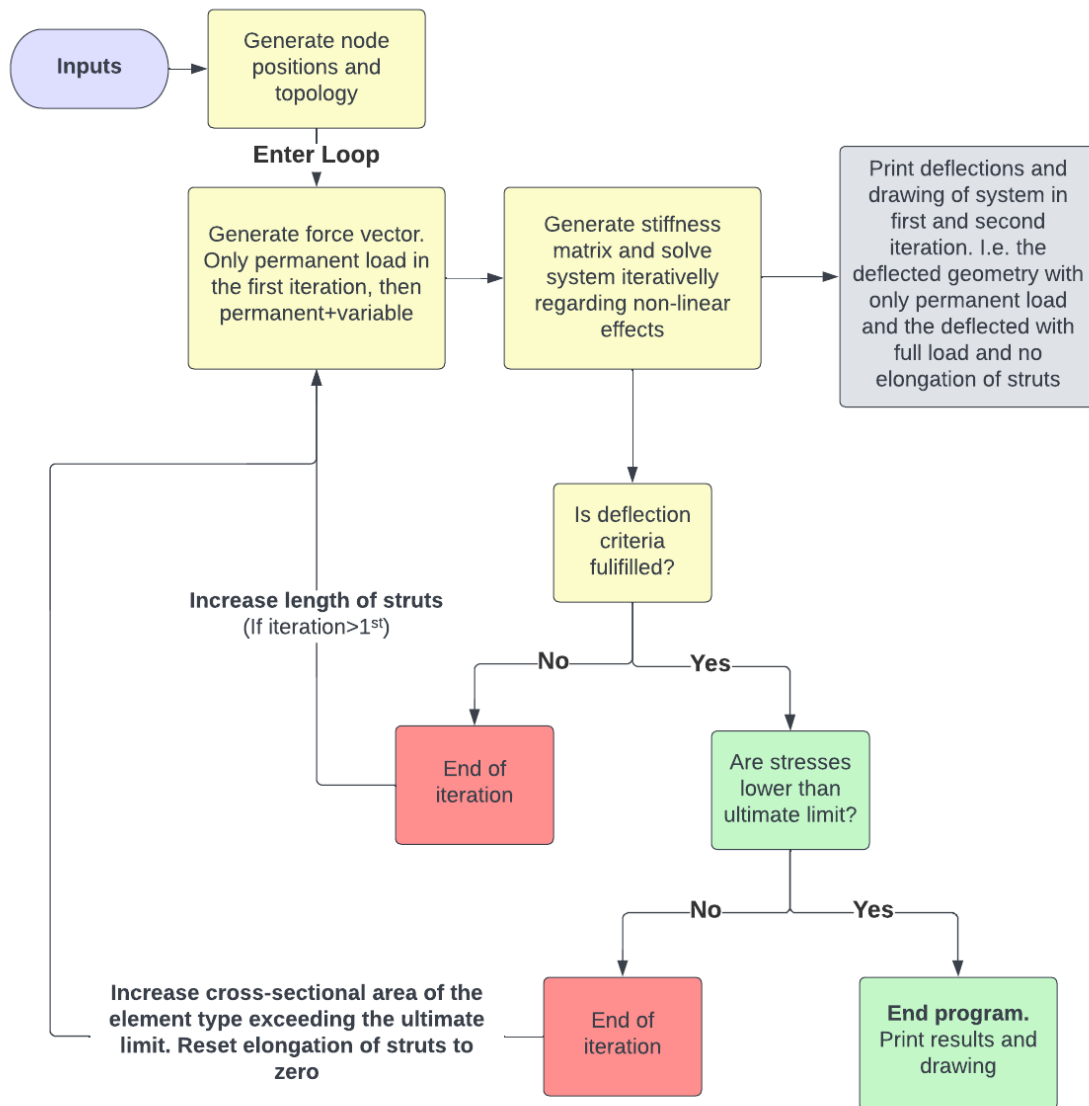 Inputs
Generate node
positions and
topology
Enter Loop
Generate force vector.
Only permanent load in
the first iteration, then
permanent+variable
Generate stiffness
matrix and solve
system iterativelly
regarding non-linear
effects
Print deflections and
drawing of system in
first and second
iteration. I.e. the
deflected geometry with
only permanent load
and the deflected with
full load and no
elongation of struts
Is deflection
criteria
fulifilled?
Increase length of struts
(If iteration>1st)
No
Yes
End of
iteration
Are stresses
lower than
ultimate limit?
No
Yes
Increase cross-sectional area of the
element type exceeding the ultimate
limit. Reset elongation of struts to
zero
End of
iteration
End program.
Print results and
drawing